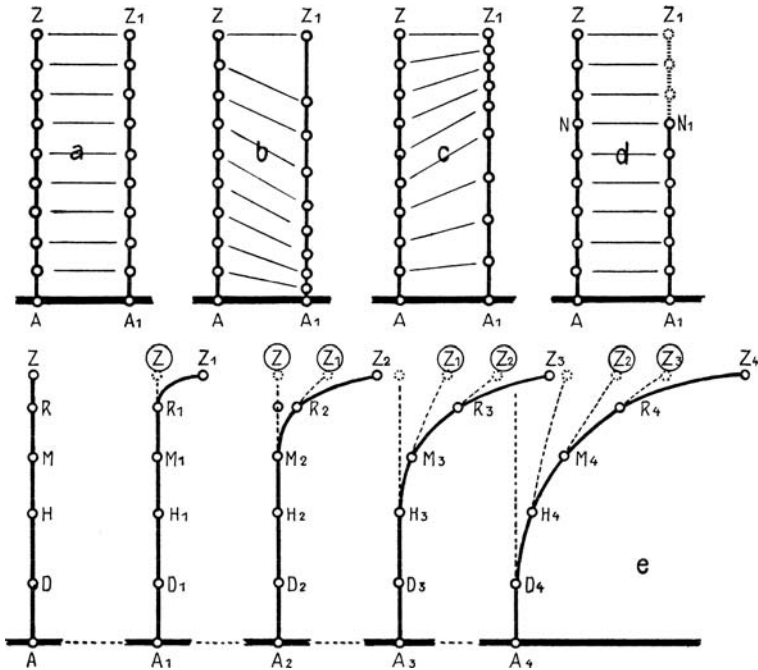 Z Z1 Z Z1 Z Z1 Z Z1
N N1
a b c d
A A1 A A1 A A1 A A1
Z Z Z1 Z Z1 Z2 Z1 Z2 Z3 Z2 Z3 Z4
R R1 R2 R3 R4
M M1 M2 M3 M4
H H1 H2 H3 H4
e
D D1 D2 D3 D4
A A1 A2 A3 A4